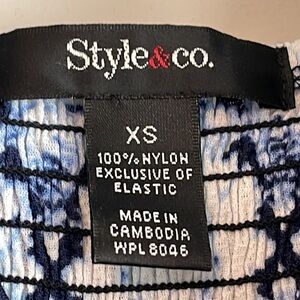 Style&co.
XS
100% NYLON
EXCLUSIVE OF
ELASTIC
MADE IN
CAMBODIA
WPL 8046